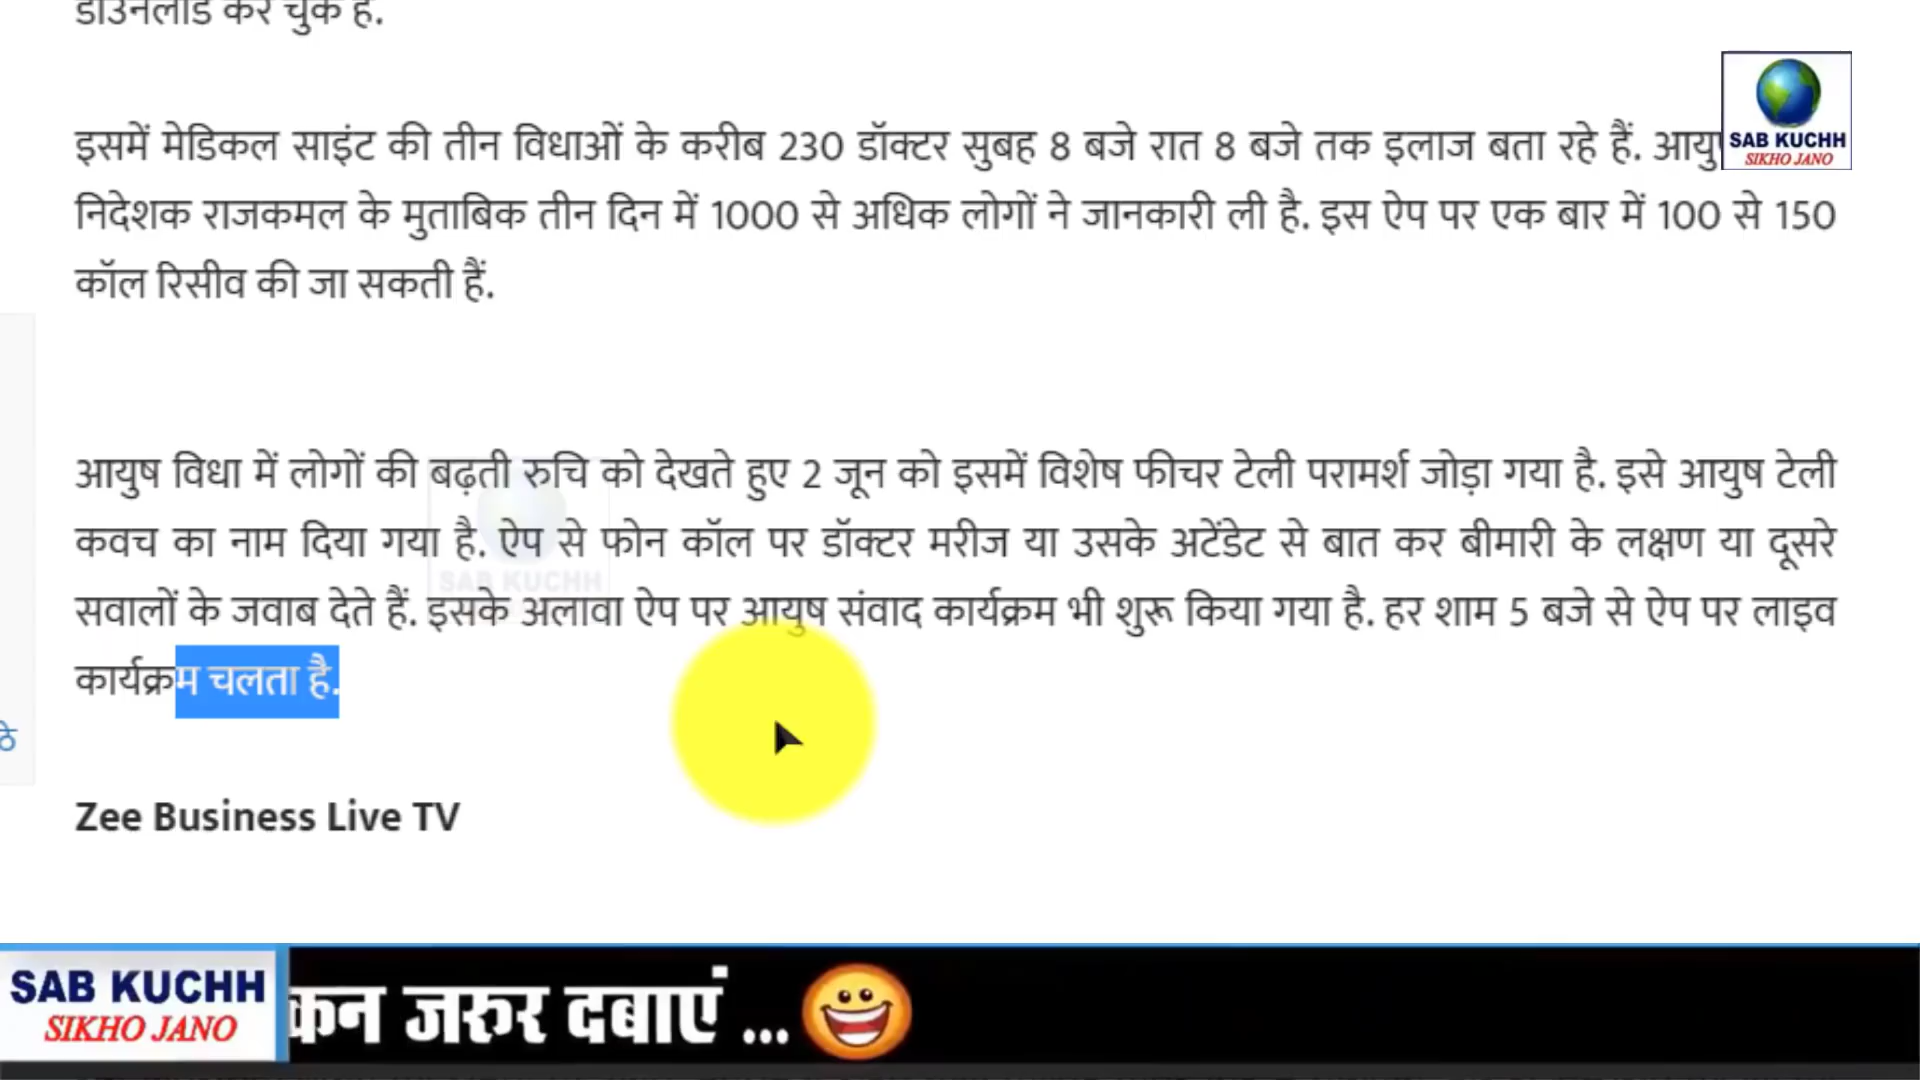 डाउनलोड कर चुके हैं.
SAB KUCHH
SIKHO JANO
इसमें मेडिकल साइंट की तीन विधाओं के करीब 230 डॉक्टर सुबह 8 बजे रात 8 बजे तक इलाज बता रहे हैं. आयु
निदेशक राजकमल के मुताबिक तीन दिन में 1000 से अधिक लोगों ने जानकारी ली है. इस ऐप पर एक बार में 100 से 150
कॉल रिसीव की जा सकती हैं.
आयुष विधा में लोगों की बढ़ती रुचि को देखते हुए 2 जून को इसमें विशेष फीचर टेली परामर्श जोड़ा गया है. इसे आयुष टेली
कवच का नाम दिया गया है. ऐप से फोन कॉल पर डॉक्टर मरीज या उसके अटेंडेट से बात कर बीमारी के लक्षण या दूसरे
SAB KUCHH
सवालों के जवाब देते हैं. इसके अलावा ऐप पर आयुष संवाद कार्यक्रम भी शुरू किया गया है. हर शाम 5 बजे से ऐप पर लाइव
कार्यक्रम चलता है.
ठे
Zee Business Live TV
SAB KUCHH
SIKHO JANO
कन जरुर दबाएं ...